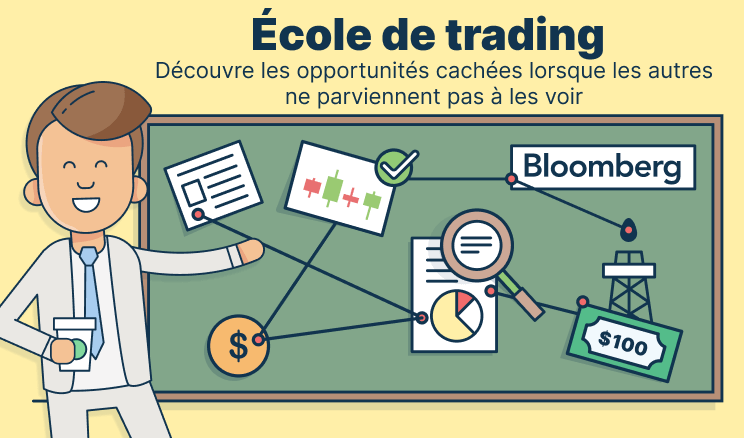 École de trading
Découvre les opportunités cachées lorsque les autres
ne parviennent pas à les voir
Bloomberg
$
$100